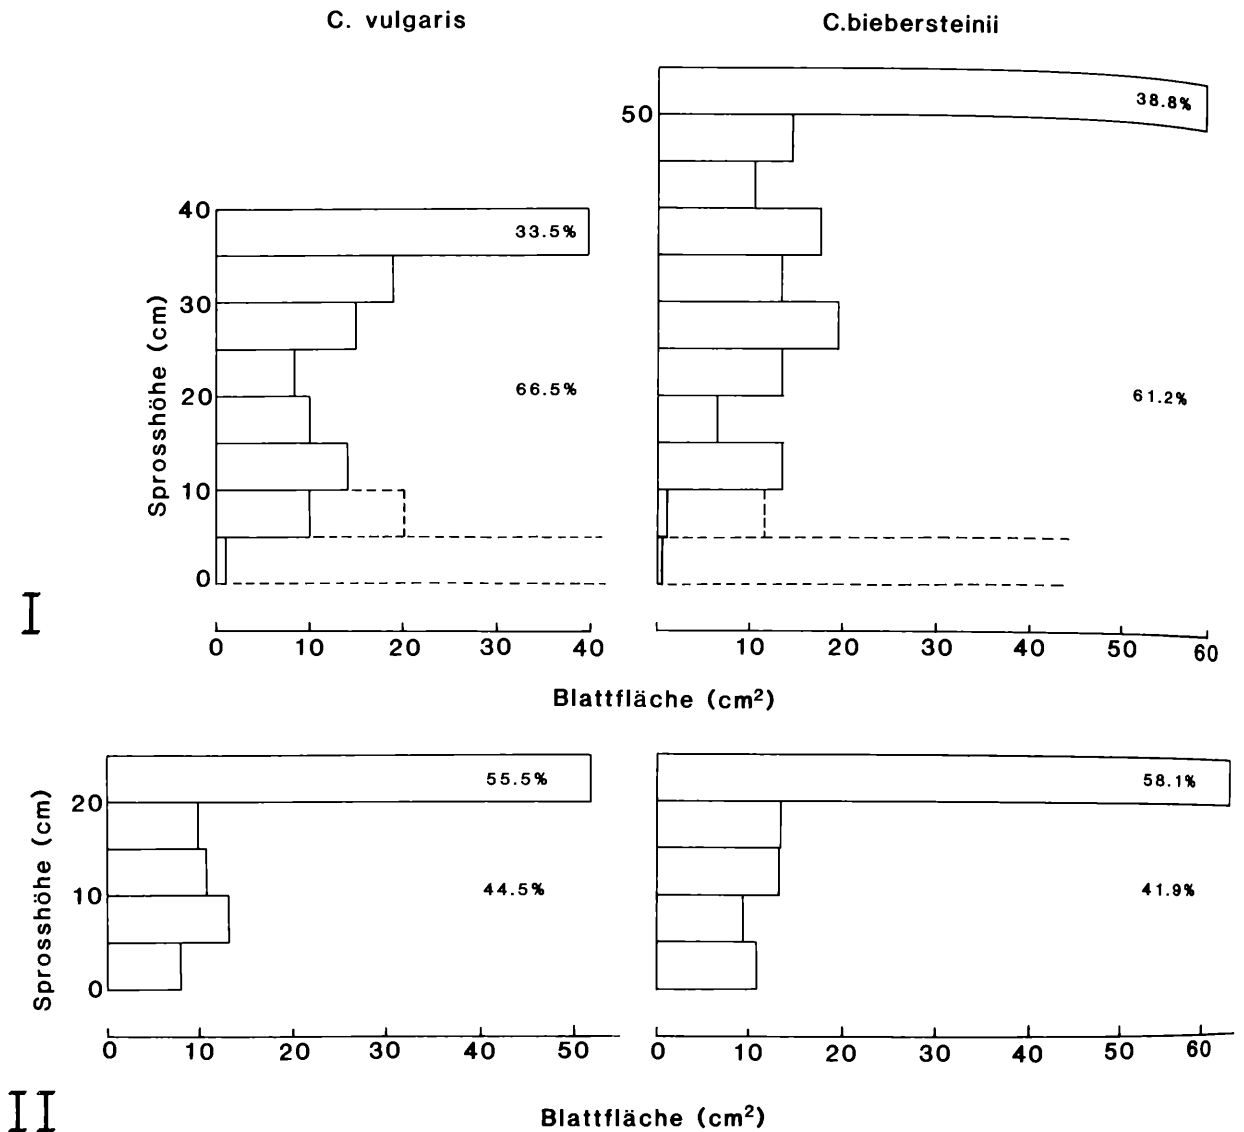 C. vulgaris
C.biebersteinii
I
Sprosshöhe (cm)
40
30
20
10
0
33.5%
66.5%
0 10 20 30 40
50
38.8%
61.2%
10 20 30 40 50 60
Blattfläche (cm²)
II
Sprosshöhe (cm)
20
10
0
55.5%
44.5%
0 10 20 30 40 50
58.1%
41.9%
0 10 20 30 40 50 60
Blattfläche (cm²)